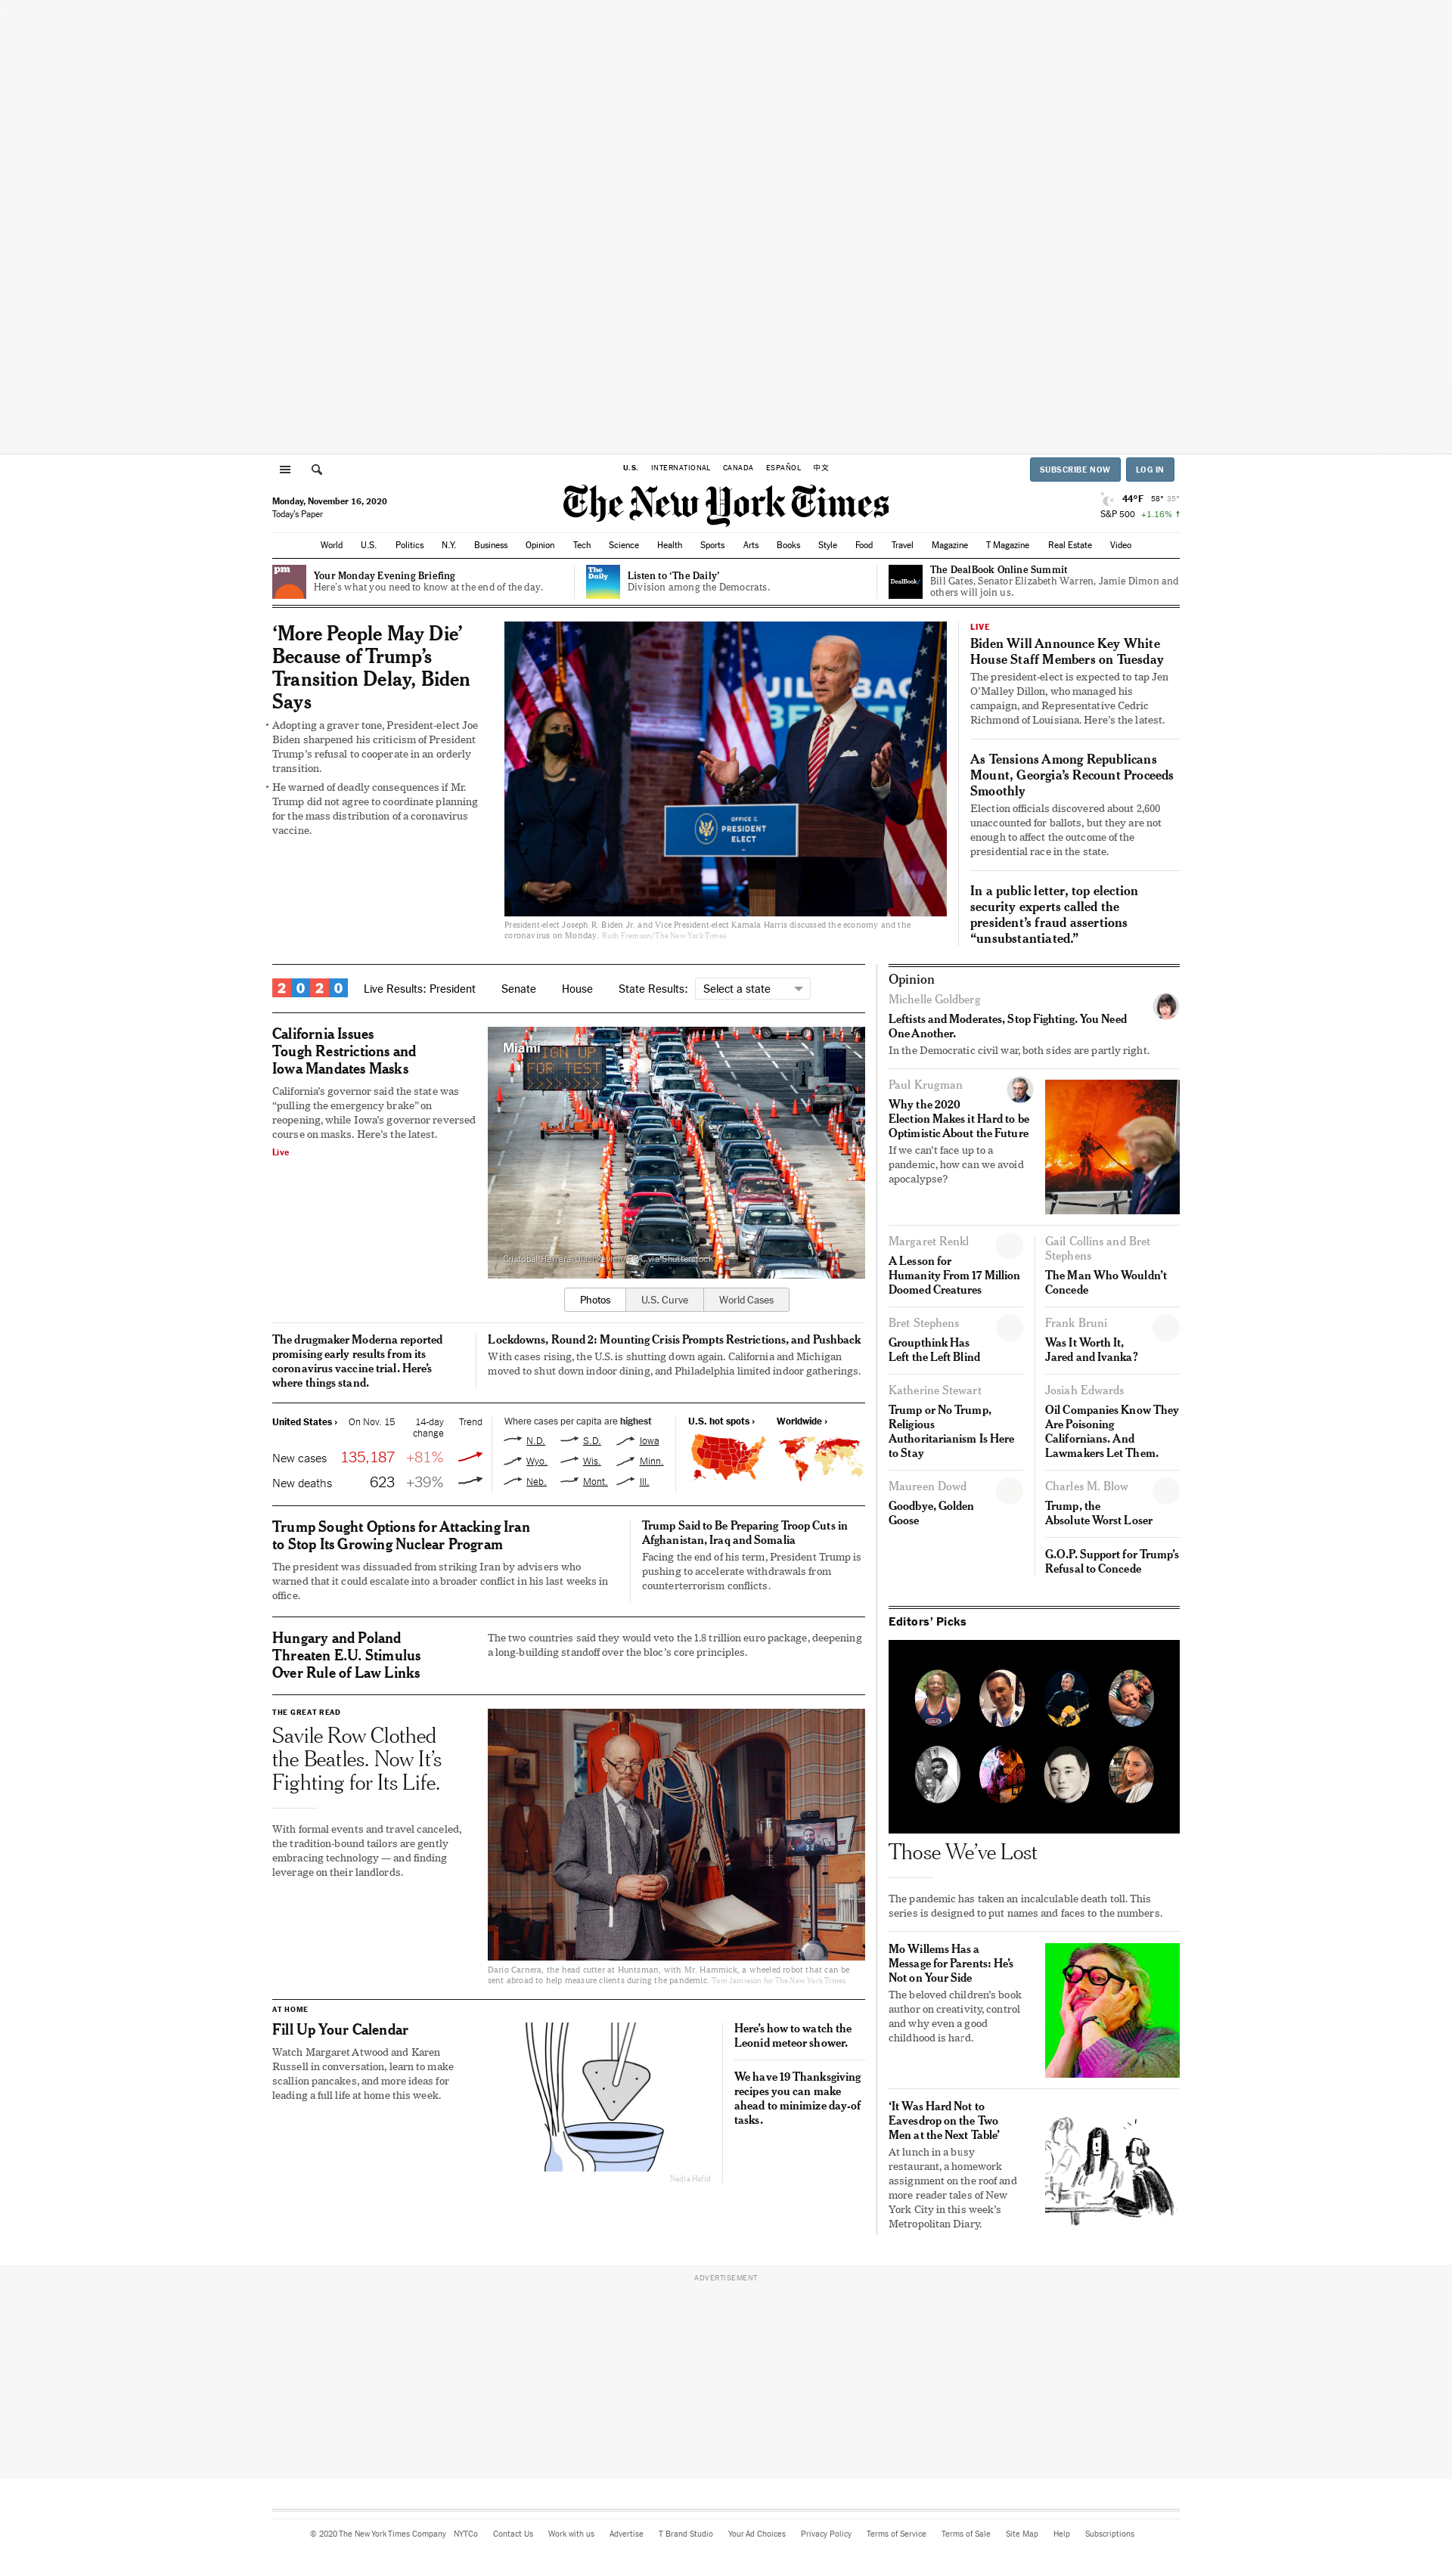 U.S. INTERNATIONAL CANADA ESPAÑOL 中文
SUBSCRIBE NOW LOG IN
Monday, November 16, 2020
Today's Paper
The New York Times
44°F 58° 35°
S&P 500 +1.16%
World U.S. Politics N.Y. Business Opinion Tech Science Health Sports Arts Books Style Food Travel Magazine T Magazine Real Estate Video
pm
Your Monday Evening Briefing
Here's what you need to know at the end of the day.
The
Daily
Listen to 'The Daily'
Division among the Democrats.
DealBook/
The DealBook Online Summit
Bill Gates, Senator Elizabeth Warren, Jamie Dimon and
others will join us.
'More People May Die'
Because of Trump's
Transition Delay, Biden
Says
• Adopting a graver tone, President-elect Joe
Biden sharpened his criticism of President
Trump's refusal to cooperate in an orderly
transition.
• He warned of deadly consequences if Mr.
Trump did not agree to coordinate planning
for the mass distribution of a coronavirus
vaccine.
OFFICE of the
PRESIDENT
ELECT
President-elect Joseph R. Biden Jr. and Vice President-elect Kamala Harris discussed the economy and the
coronavirus on Monday. Ruth Fremson/The New York Times
LIVE
Biden Will Announce Key White
House Staff Members on Tuesday
The president-elect is expected to tap Jen
O'Malley Dillon, who managed his
campaign, and Representative Cedric
Richmond of Louisiana. Here's the latest.
As Tensions Among Republicans
Mount, Georgia's Recount Proceeds
Smoothly
Election officials discovered about 2,600
unaccounted for ballots, but they are not
enough to affect the outcome of the
presidential race in the state.
In a public letter, top election
security experts called the
president's fraud assertions
“unsubstantiated.”
2020 Live Results: President Senate House State Results: Select a state
California Issues
Tough Restrictions and
Iowa Mandates Masks
California's governor said the state was
“pulling the emergency brake” on
reopening, while Iowa's governor reversed
course on masks. Here's the latest.
Live
Miami
SIGN UP
FOR TEST
>>>>>>>
Photos U.S. Curve World Cases
The drugmaker Moderna reported
promising early results from its
coronavirus vaccine trial. Here's
where things stand.
Lockdowns, Round 2: Mounting Crisis Prompts Restrictions, and Pushback
With cases rising, the U.S. is shutting down again. California and Michigan
moved to shut down indoor dining, and Philadelphia limited indoor gatherings.
United States › On Nov. 15 14-day
change Trend
New cases 135,187 +81%
New deaths 623 +39%
Where cases per capita are highest
N.D. S.D. Iowa
Wyo. Wis. Minn.
Neb. Mont. Ill.
U.S. hot spots › Worldwide ›
Trump Sought Options for Attacking Iran
to Stop Its Growing Nuclear Program
The president was dissuaded from striking Iran by advisers who
warned that it could escalate into a broader conflict in his last weeks in
office.
Trump Said to Be Preparing Troop Cuts in
Afghanistan, Iraq and Somalia
Facing the end of his term, President Trump is
pushing to accelerate withdrawals from
counterterrorism conflicts.
Hungary and Poland
Threaten E.U. Stimulus
Over Rule of Law Links
The two countries said they would veto the 1.8 trillion euro package, deepening
a long-building standoff over the bloc's core principles.
THE GREAT READ
Savile Row Clothed
the Beatles. Now It's
Fighting for Its Life.
With formal events and travel canceled,
the tradition-bound tailors are gently
embracing technology — and finding
leverage on their landlords.
Dario Carnera, the head cutter at Huntsman, with Mr. Hammick, a wheeled robot that can be
sent abroad to help measure clients during the pandemic. Tom Jamieson for The New York Times
AT HOME
Fill Up Your Calendar
Watch Margaret Atwood and Karen
Russell in conversation, learn to make
scallion pancakes, and more ideas for
leading a full life at home this week.
Nadia Hafid
Here's how to watch the
Leonid meteor shower.
We have 19 Thanksgiving
recipes you can make
ahead to minimize day-of
tasks.
Opinion
Michelle Goldberg
Leftists and Moderates, Stop Fighting. You Need
One Another.
In the Democratic civil war, both sides are partly right.
Paul Krugman
Why the 2020
Election Makes it Hard to be
Optimistic About the Future
If we can't face up to a
pandemic, how can we avoid
apocalypse?
Margaret Renkl
A Lesson for
Humanity From 17 Million
Doomed Creatures
Gail Collins and Bret
Stephens
The Man Who Wouldn't
Concede
Bret Stephens
Groupthink Has
Left the Left Blind
Frank Bruni
Was It Worth It,
Jared and Ivanka?
Katherine Stewart
Trump or No Trump,
Religious
Authoritarianism Is Here
to Stay
Josiah Edwards
Oil Companies Know They
Are Poisoning
Californians. And
Lawmakers Let Them.
Maureen Dowd
Goodbye, Golden
Goose
Charles M. Blow
Trump, the
Absolute Worst Loser
G.O.P. Support for Trump's
Refusal to Concede
Editors' Picks
Those We've Lost
The pandemic has taken an incalculable death toll. This
series is designed to put names and faces to the numbers.
Mo Willems Has a
Message for Parents: He's
Not on Your Side
The beloved children's book
author on creativity, control
and why even a good
childhood is hard.
'It Was Hard Not to
Eavesdrop on the Two
Men at the Next Table'
At lunch in a busy
restaurant, a homework
assignment on the roof and
more reader tales of New
York City in this week's
Metropolitan Diary.
ADVERTISEMENT
© 2020 The New York Times Company NYTCo Contact Us Work with us Advertise T Brand Studio Your Ad Choices Privacy Policy Terms of Service Terms of Sale Site Map Help Subscriptions